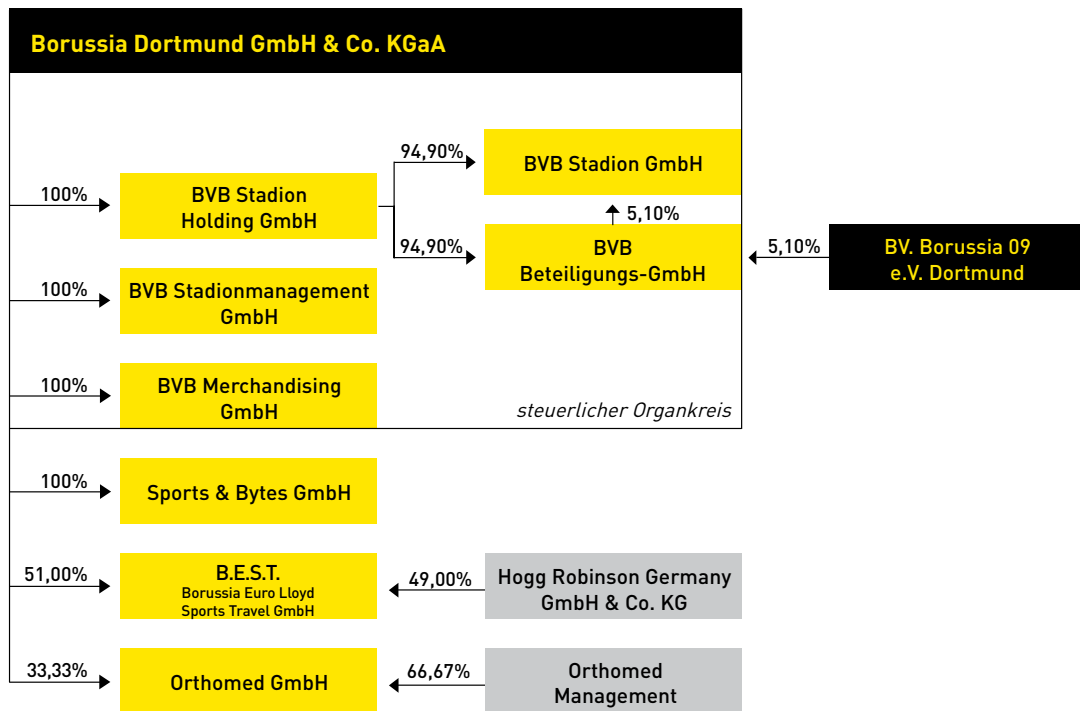 Borussia Dortmund GmbH & Co. KGaA
94,90%
BVB Stadion GmbH
100%
BVB Stadion
Holding GmbH
5,10%
94,90%
BVB
Beteiligungs-GmbH
5,10%
BV. Borussia 09
e.V. Dortmund
100%
BVB Stadionmanagement
GmbH
100%
BVB Merchandising
GmbH
steuerlicher Organkreis
100%
Sports & Bytes GmbH
51,00%
B.E.S.T.
Borussia Euro Lloyd
Sports Travel GmbH
49,00%
Hogg Robinson Germany
GmbH & Co. KG
33,33%
Orthomed GmbH
66,67%
Orthomed
Management